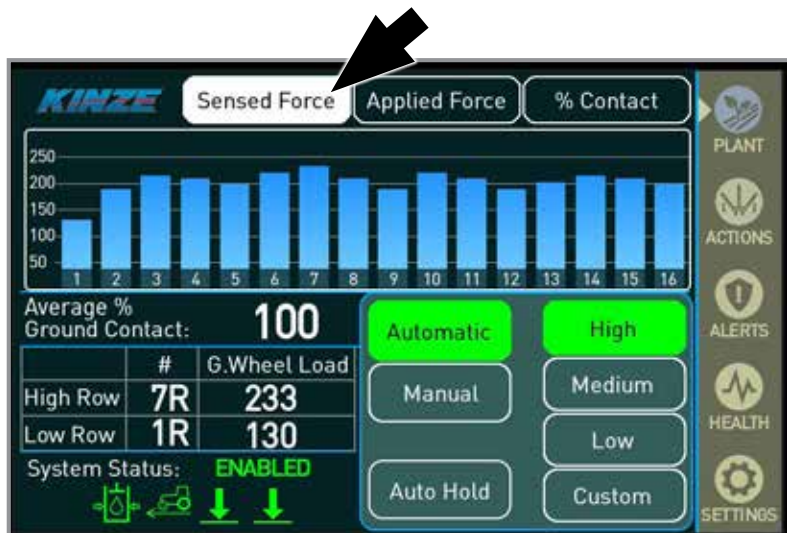 KINZE Sensed Force Applied Force % Contact
PLANT
250
200
150
100
50
1 2 3 4 5 6 7 8 9 10 11 12 13 14 15 16
ACTIONS
Average %
Ground Contact: 100
# G.Wheel Load
High Row 7R 233
Low Row 1R 130
System Status: ENABLED
Automatic High
Manual Medium
Low
Auto Hold Custom
ALERTS
HEALTH
SETTINGS